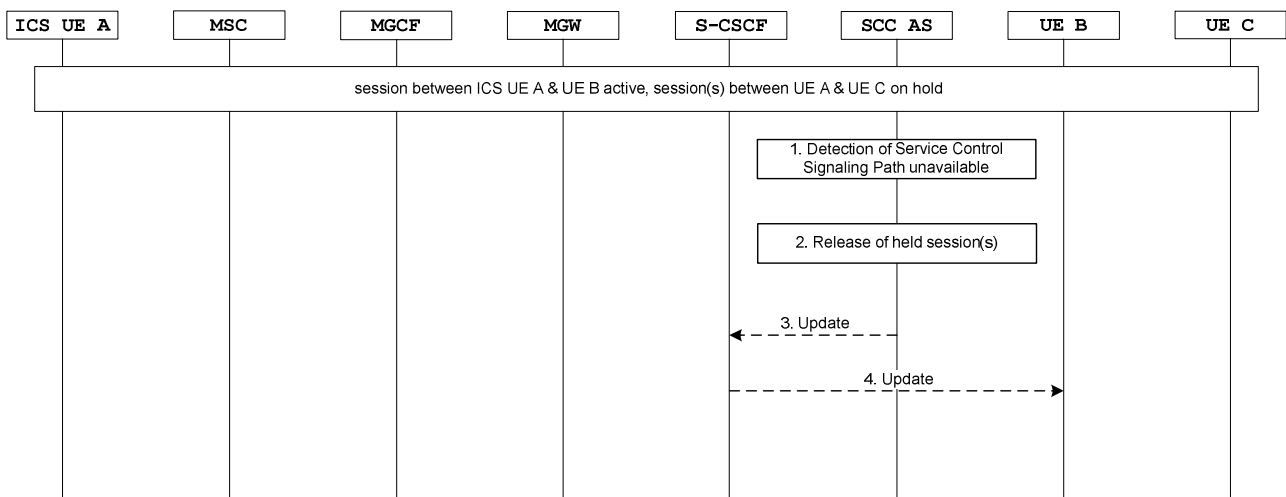 ICS UE A
MSC
MGCF
MGW
S-CSCF
SCC AS
UE B
UE C
session between ICS UE A & UE B active, session(s) between UE A & UE C on hold
1. Detection of Service Control
Signaling Path unavailable
2. Release of held session(s)
3. Update
4. Update